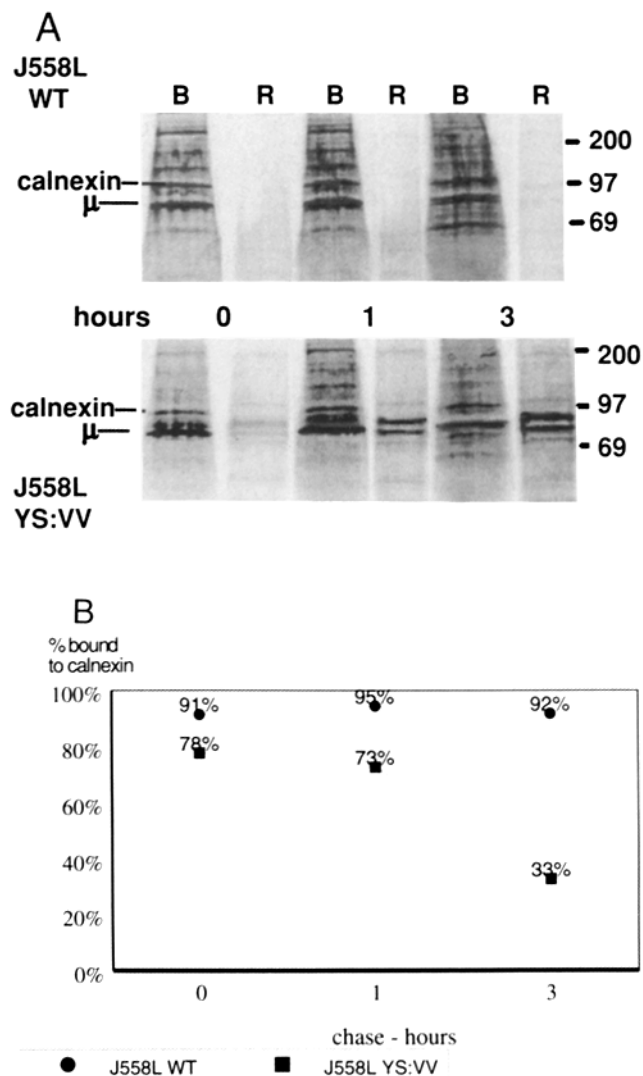 A
J558L
WT
B R B R B R
200
calnexin
97
μ
69
hours 0 1 3
200
calnexin
97
μ
69
J558L
YS:VV
B
% bound
to calnexin
100%
91% 95% 92%
80%
78% 73%
60%
40%
33%
20%
0%
0 1 3
chase - hours
J558L WT J558L YS:VV